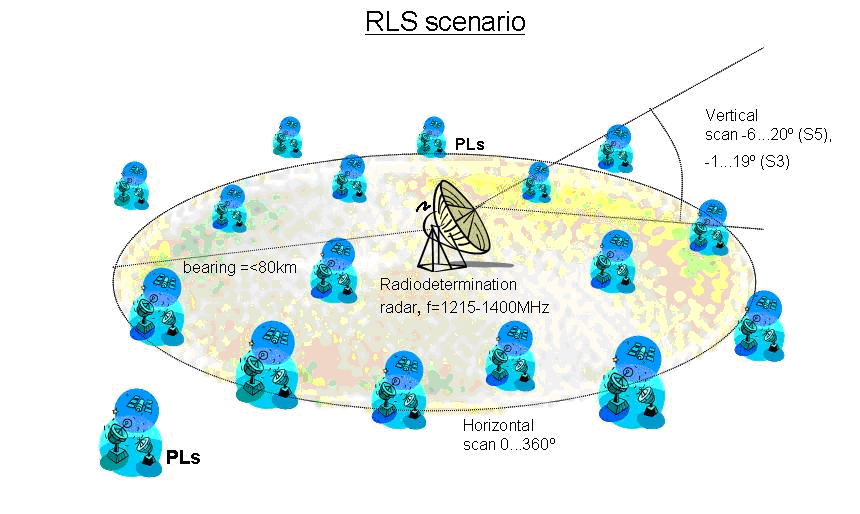 RLS scenario
Vertical
scan -6...20º (S5),
-1...19º (S3)
PLs
bearing =<80km
Radiodetermination
radar, f=1215-1400MHz
Horizontal
scan 0...360º
PLs